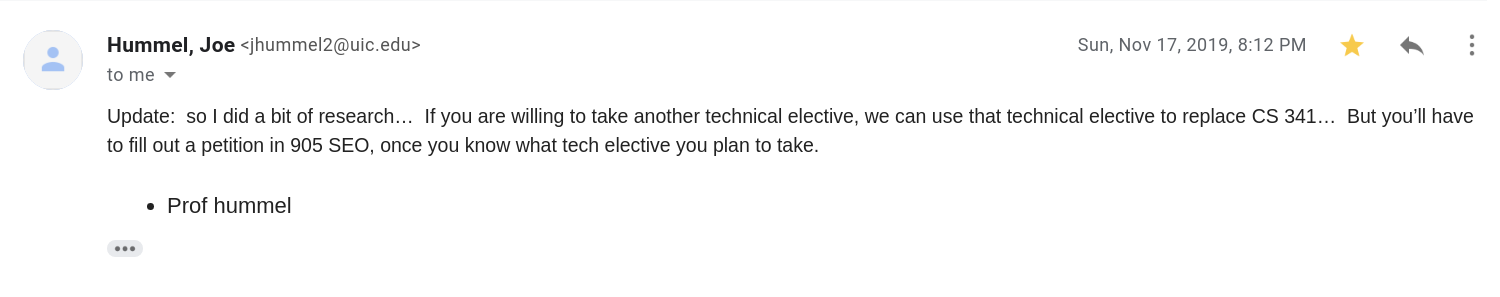 Hummel, Joe <jhummel2@uic.edu> Sun, Nov 17, 2019, 8:12 PM
to me
Update:  so I did a bit of research…  If you are willing to take another technical elective, we can use that technical elective to replace CS 341…  But you’ll have
to fill out a petition in 905 SEO, once you know what tech elective you plan to take.
• Prof hummel